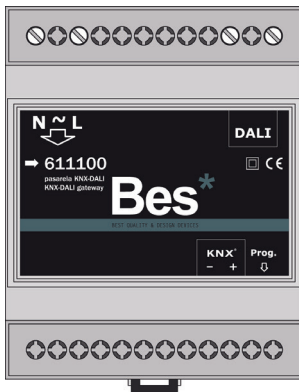 N ~ L
DALI
➡ 611100
pasarela KNX-DALI
KNX-DALI gateway
CE
Bes*
BEST QUALITY & DESIGN DEVICES
KNX® Prog.
- +